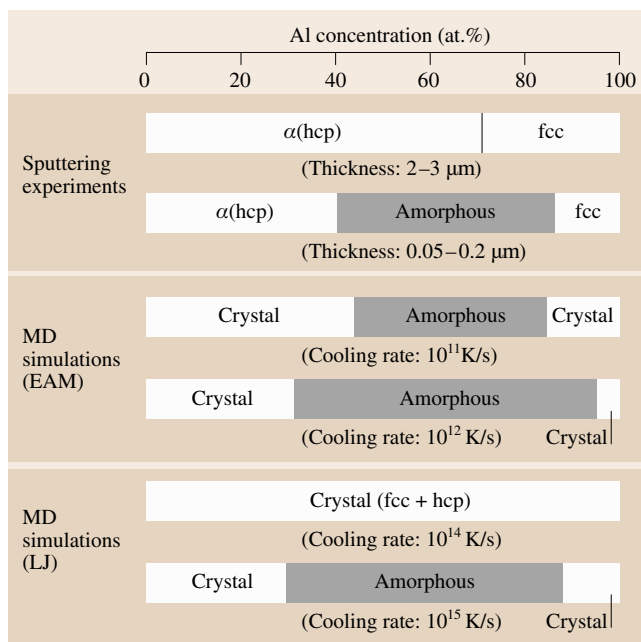 Al concentration (at.%)
0 20 40 60 80 100
Sputtering
experiments
α(hcp) fcc
(Thickness: 2–3 µm)
α(hcp) Amorphous fcc
(Thickness: 0.05–0.2 µm)
MD
simulations
(EAM)
Crystal Amorphous Crystal
(Cooling rate: 10¹¹K/s)
Crystal Amorphous
(Cooling rate: 10¹² K/s) Crystal
MD
simulations
(LJ)
Crystal (fcc + hcp)
(Cooling rate: 10¹⁴ K/s)
Crystal Amorphous
(Cooling rate: 10¹⁵ K/s) Crystal